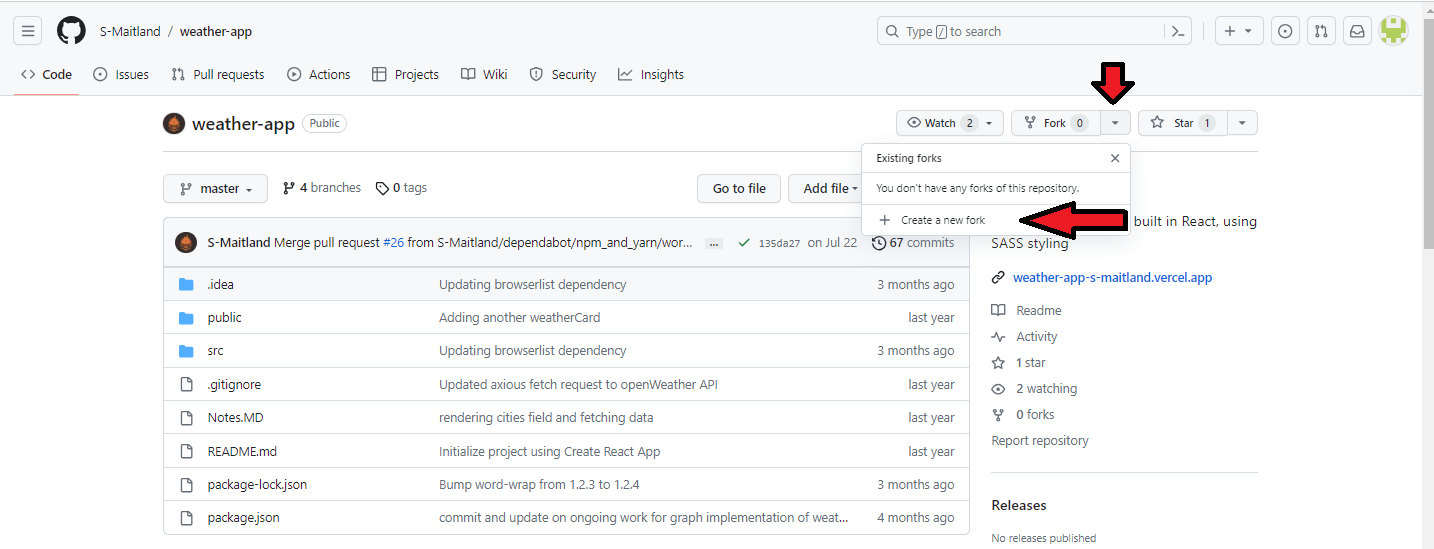 S-Maitland / weather-app
Type / to search
Code Issues Pull requests Actions Projects Wiki Security Insights
weather-app Public
Watch 2 Fork 0 Star 1
Existing forks
You don't have any forks of this repository.
Create a new fork
master 4 branches 0 tags
Go to file Add file
S-Maitland Merge pull request #26 from S-Maitland/dependabot/npm_and_yarn/wor... ... 135da27 on Jul 22 67 commits
.idea Updating browserlist dependency 3 months ago
public Adding another weatherCard last year
src Updating browserlist dependency 3 months ago
.gitignore Updated axious fetch request to openWeather API last year
Notes.MD rendering cities field and fetching data last year
README.md Initialize project using Create React App last year
package-lock.json Bump word-wrap from 1.2.3 to 1.2.4 3 months ago
package.json commit and update on ongoing work for graph implementation of weat... 4 months ago
built in React, using
SASS styling
weather-app-s-maitland.vercel.app
Readme
Activity
1 star
2 watching
0 forks
Report repository
Releases
No releases published